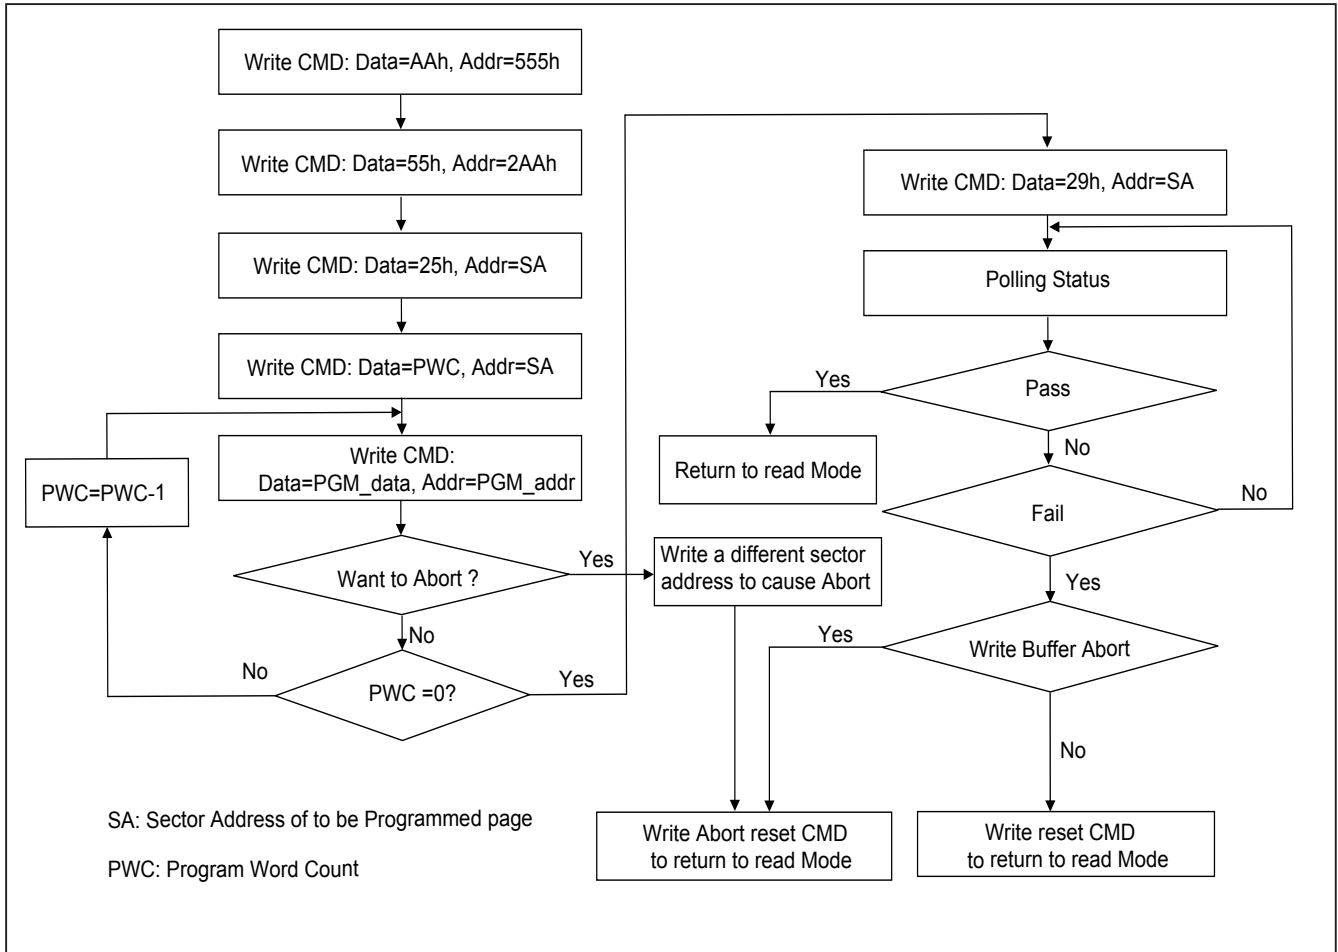 Write CMD: Data=AAh, Addr=555h
Write CMD: Data=55h, Addr=2AAh
Write CMD: Data=25h, Addr=SA
Write CMD: Data=PWC, Addr=SA
Write CMD:
Data=PGM_data, Addr=PGM_addr
PWC=PWC-1
Want to Abort ?
Yes
No
PWC =0?
No
Yes
Write a different sector
address to cause Abort
Write CMD: Data=29h, Addr=SA
Polling Status
Pass
Yes
No
Return to read Mode
Fail
No
Yes
Write Buffer Abort
Yes
No
Write Abort reset CMD
to return to read Mode
Write reset CMD
to return to read Mode
SA: Sector Address of to be Programmed page
PWC: Program Word Count